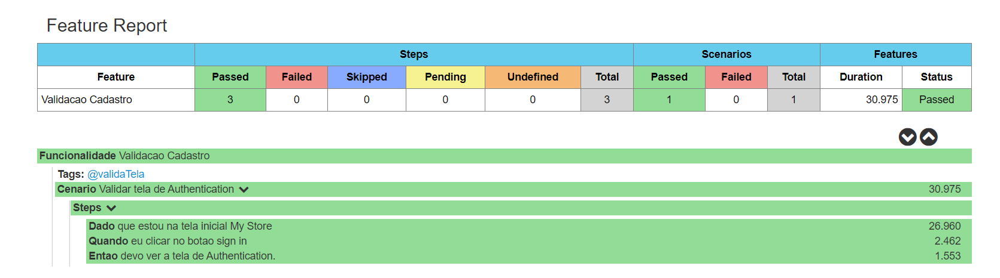 Feature Report
Steps Scenarios Features
Feature Passed Failed Skipped Pending Undefined Total Passed Failed Total Duration Status
Validacao Cadastro 3 0 0 0 0 3 1 0 1 30.975 Passed
Funcionalidade Validacao Cadastro
Tags: @validaTela
Cenario Validar tela de Authentication 30.975
Steps
Dado que estou na tela inicial My Store 26.960
Quando eu clicar no botao sign in 2.462
Entao devo ver a tela de Authentication. 1.553